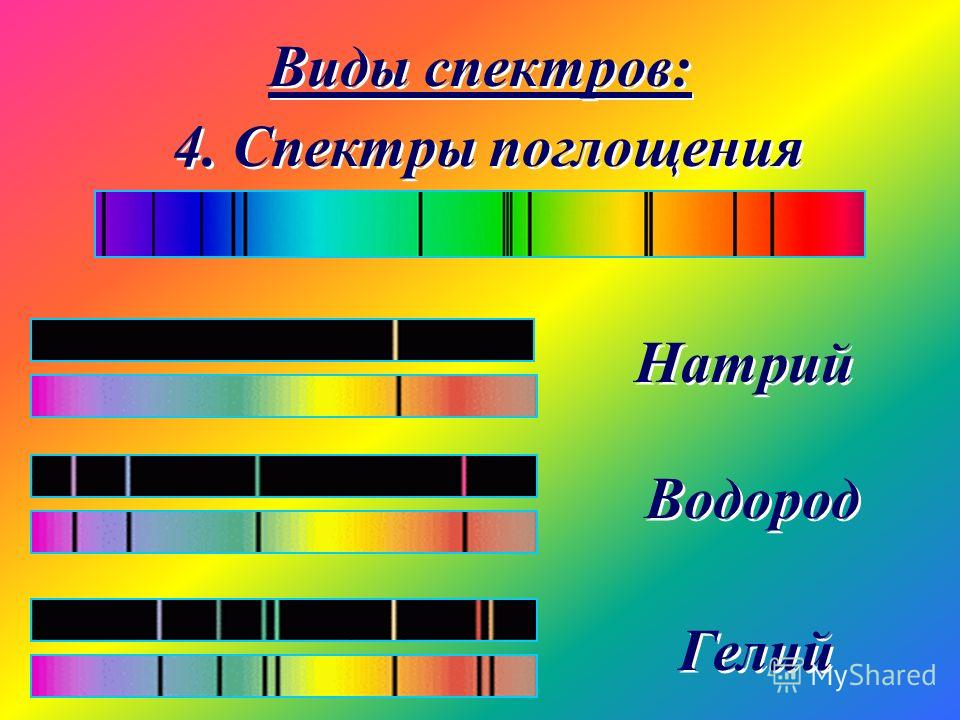 Виды спектров:
4. Спектры поглощения
Натрий
Водород
Гелий
MyShared